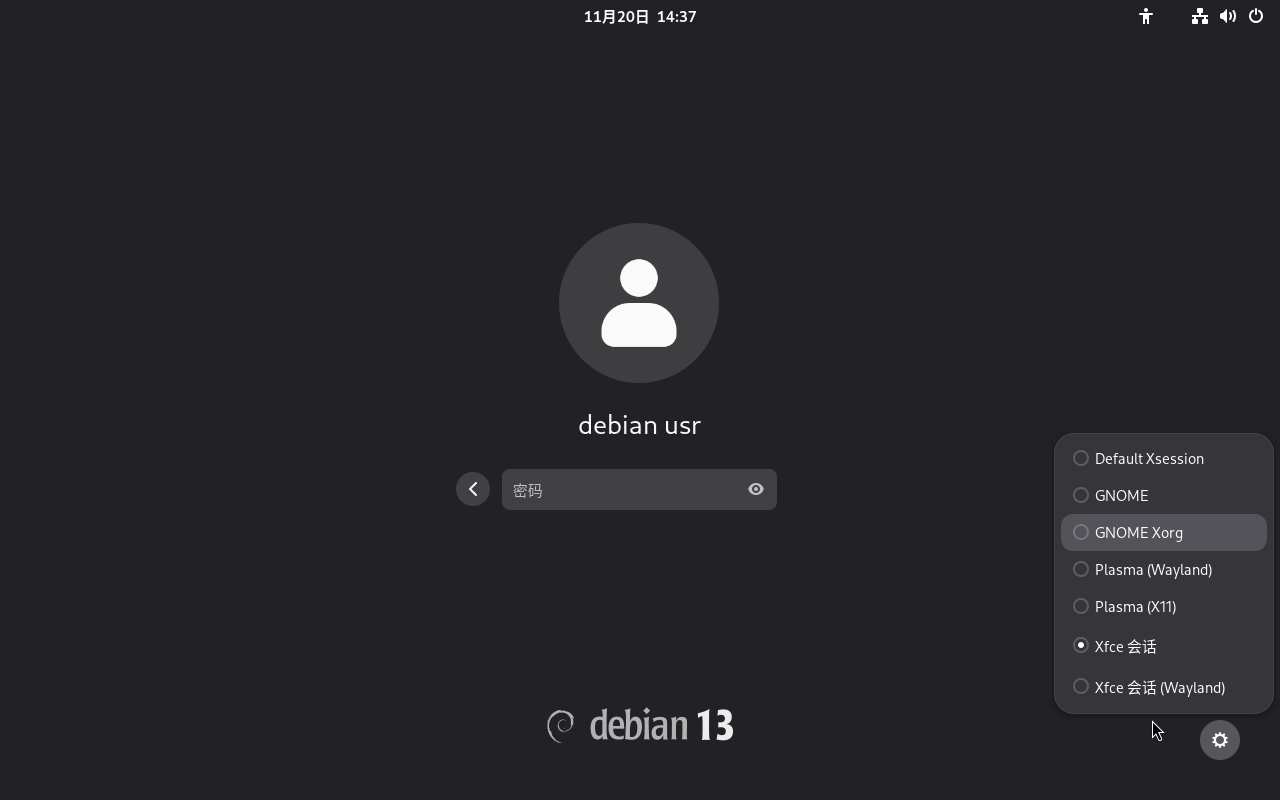 11月20日 14:37
debian usr
密码
Default Xsession
GNOME
GNOME Xorg
Plasma (Wayland)
Plasma (X11)
Xfce 会话
Xfce 会话 (Wayland)
debian 13